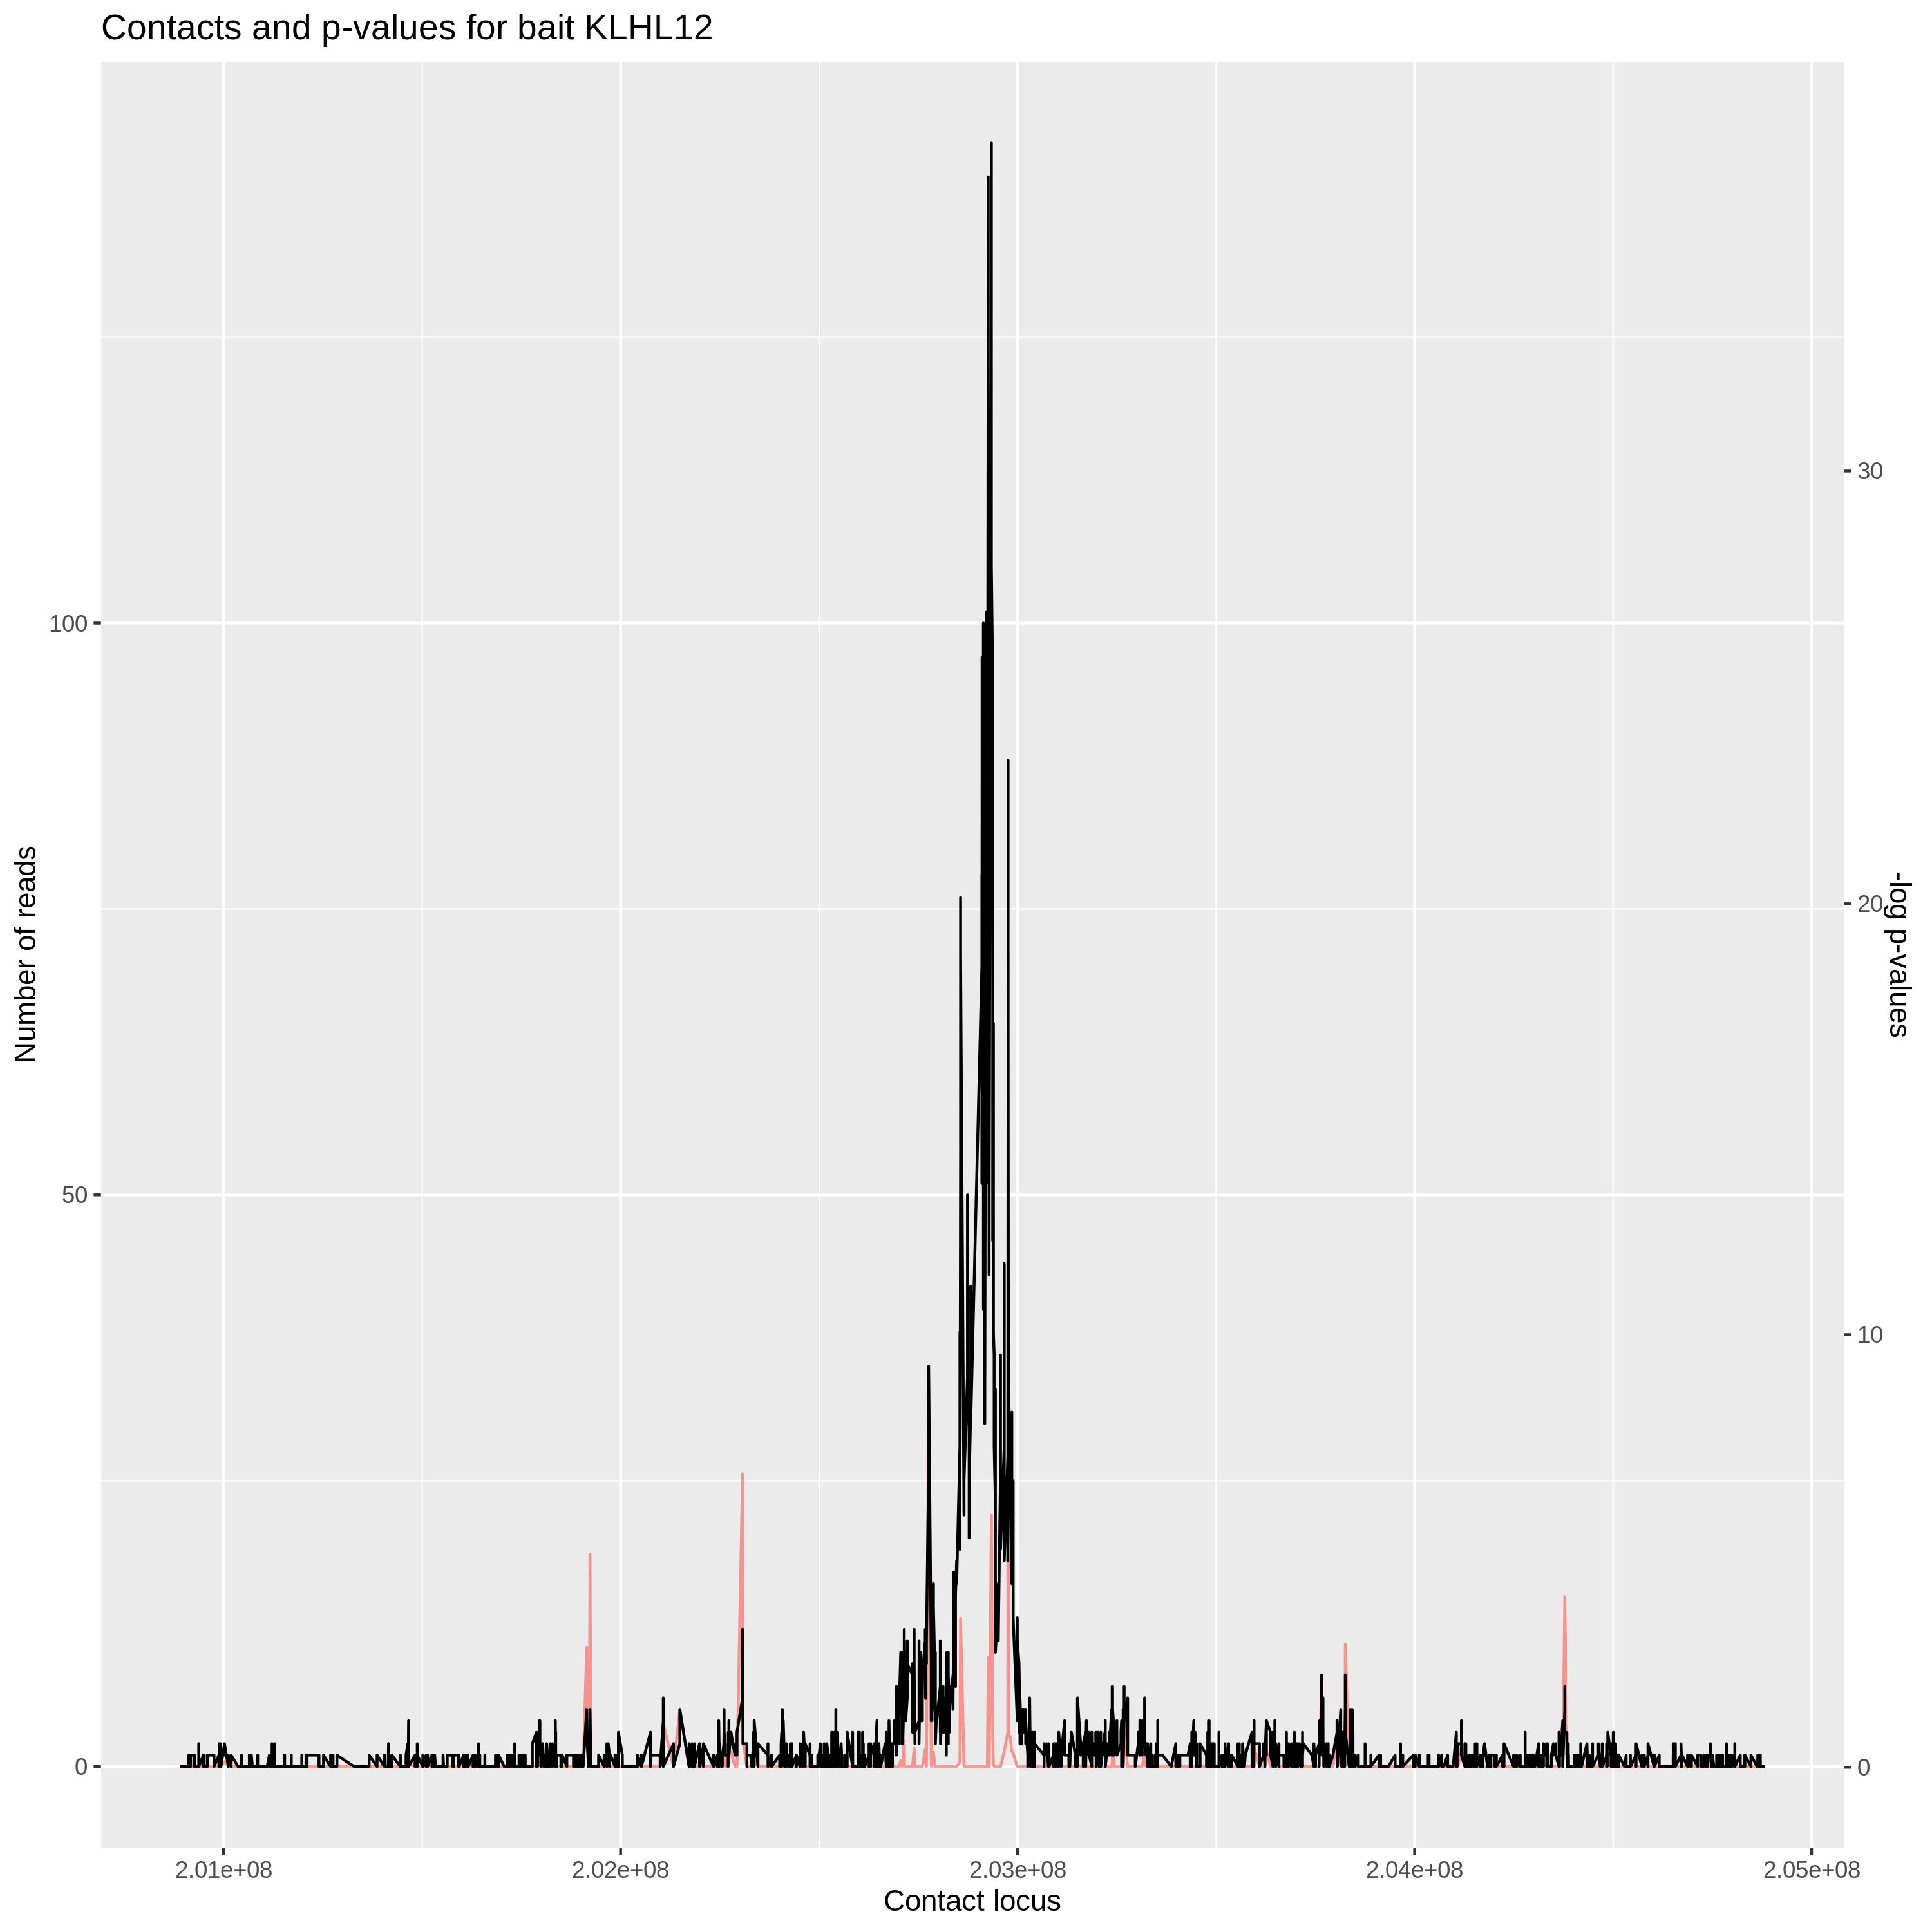 Contacts and p-values for bait KLHL12
Number of reads
100
50
0
30
20
10
0
-log p-values
2.01e+08 2.02e+08 2.03e+08 2.04e+08 2.05e+08
Contact locus